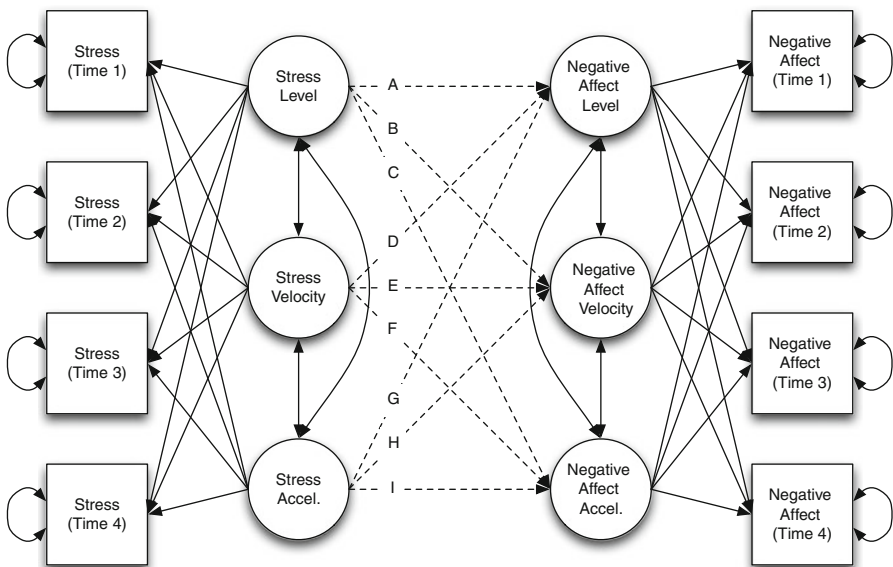 Stress
(Time 1)
Stress
(Time 2)
Stress
(Time 3)
Stress
(Time 4)
Stress
Level
Stress
Velocity
Stress
Accel.
A
B
C
D
E
F
G
H
I
Negative
Affect
Level
Negative
Affect
Velocity
Negative
Affect
Accel.
Negative
Affect
(Time 1)
Negative
Affect
(Time 2)
Negative
Affect
(Time 3)
Negative
Affect
(Time 4)